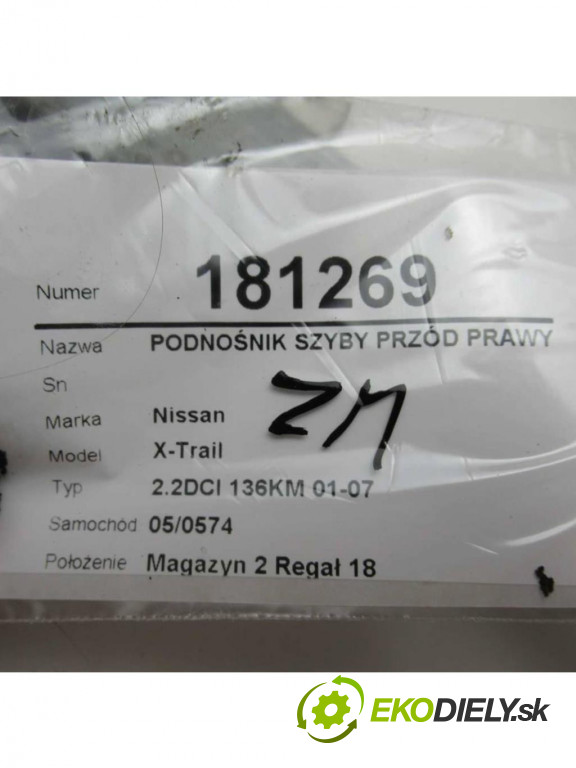 Numer 181269
Nazwa PODNOŚNIK SZYBY PRZÓD PRAWY
Sn
ZM
Marka Nissan
Model X-Trail
Typ 2.2DCI 136KM 01-07
Samochód 05/0574
Położenie Magazyn 2 Regał 18
EKODIELY.sk